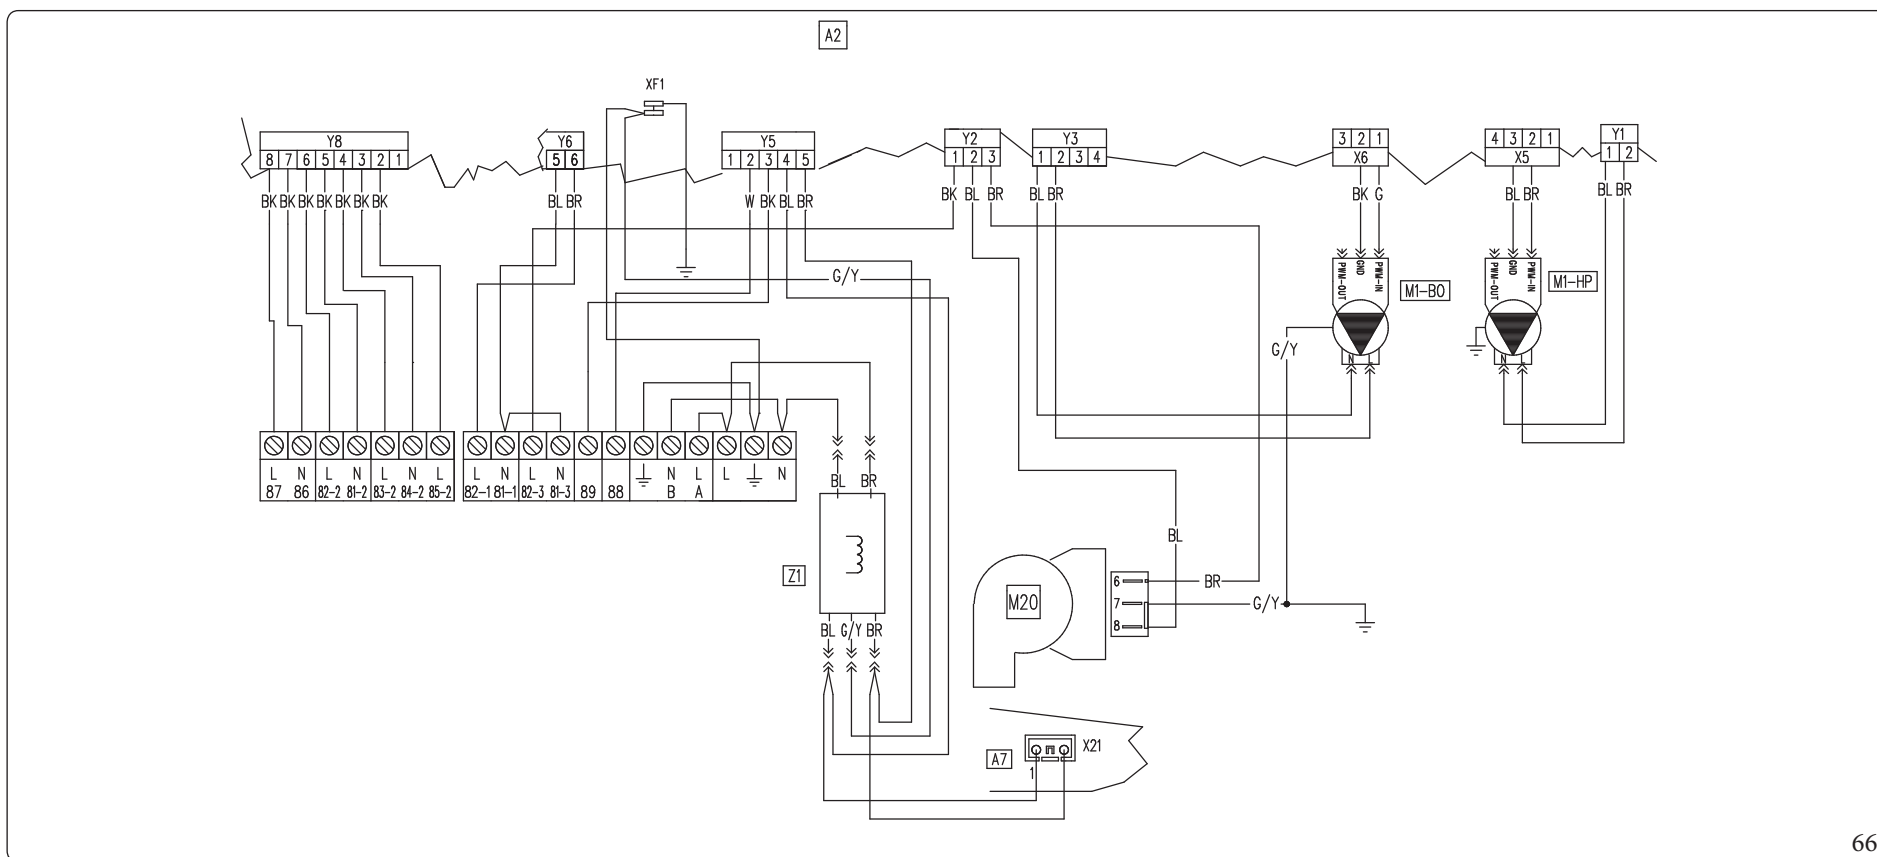 A2
XF1
Y8
8 7 6 5 4 3 2 1
BK BK BK BK BK BK BK
Y6
5 6
BL BR
Y5
1 2 3 4 5
W BK BL BR
Y2
1 2 3
BK BL BR
Y3
1 2 3 4
BL BR
3 2 1
X6
BK G
4 3 2 1
X5
BL BR
Y1
1 2
BL BR
G/Y
PWM-OUT
GND
PWM-IN
M1-BO
PWM-OUT
GND
PWM-IN
M1-HP
G/Y
N L
N L
L N L N L N L
87 86 82-2 81-2 83-2 84-2 85-2
L N L N N L L N
82-1 81-1 82-3 81-3 89 88 B A
BL BR
Z1
BL G/Y BR
BL
M20
6
7
8
BR
G/Y
A7
X21
1
66